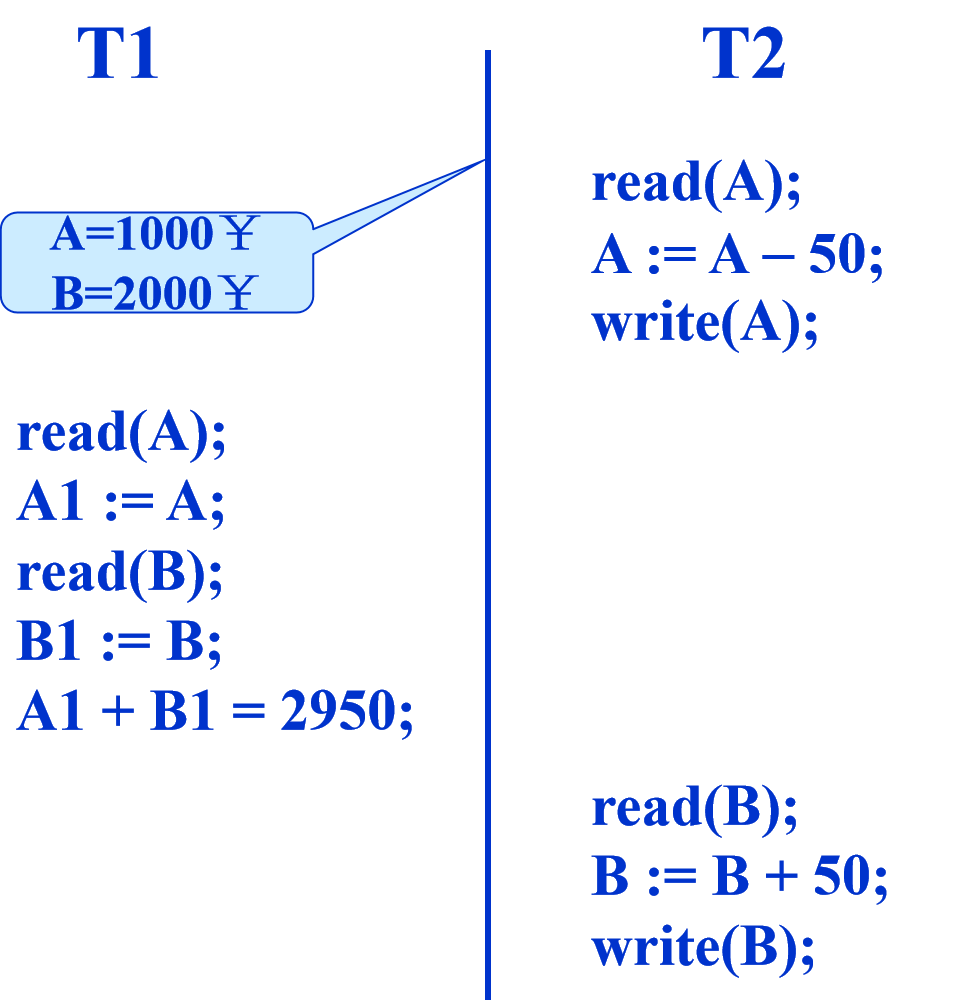 T1
T2
A=1000￥
B=2000￥
read(A);
A := A – 50;
write(A);
read(A);
A1 := A;
read(B);
B1 := B;
A1 + B1 = 2950;
read(B);
B := B + 50;
write(B);